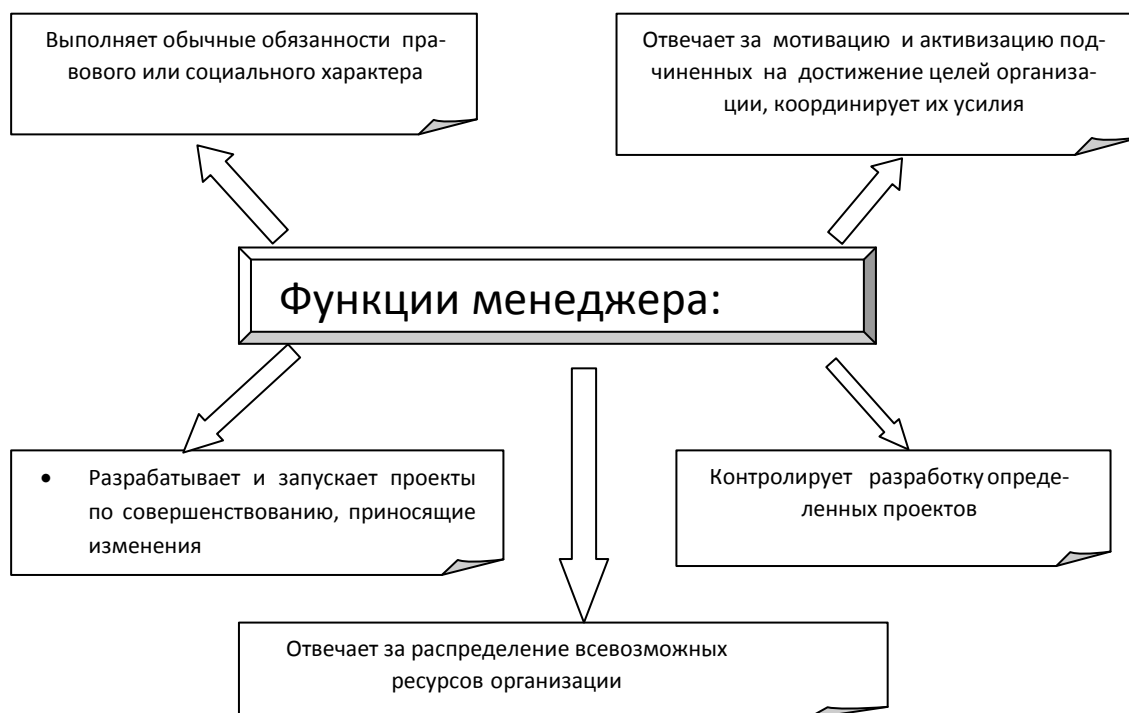 Выполняет обычные обязанности пра-
вового или социального характера
Отвечает за мотивацию и активизацию под-
чиненных на достижение целей организа-
ции, координирует их усилия
Функции менеджера:
• Разрабатывает и запускает проекты
по совершенствованию, приносящие
изменения
Контролирует разработку опреде-
ленных проектов
Отвечает за распределение всевозможных
ресурсов организации